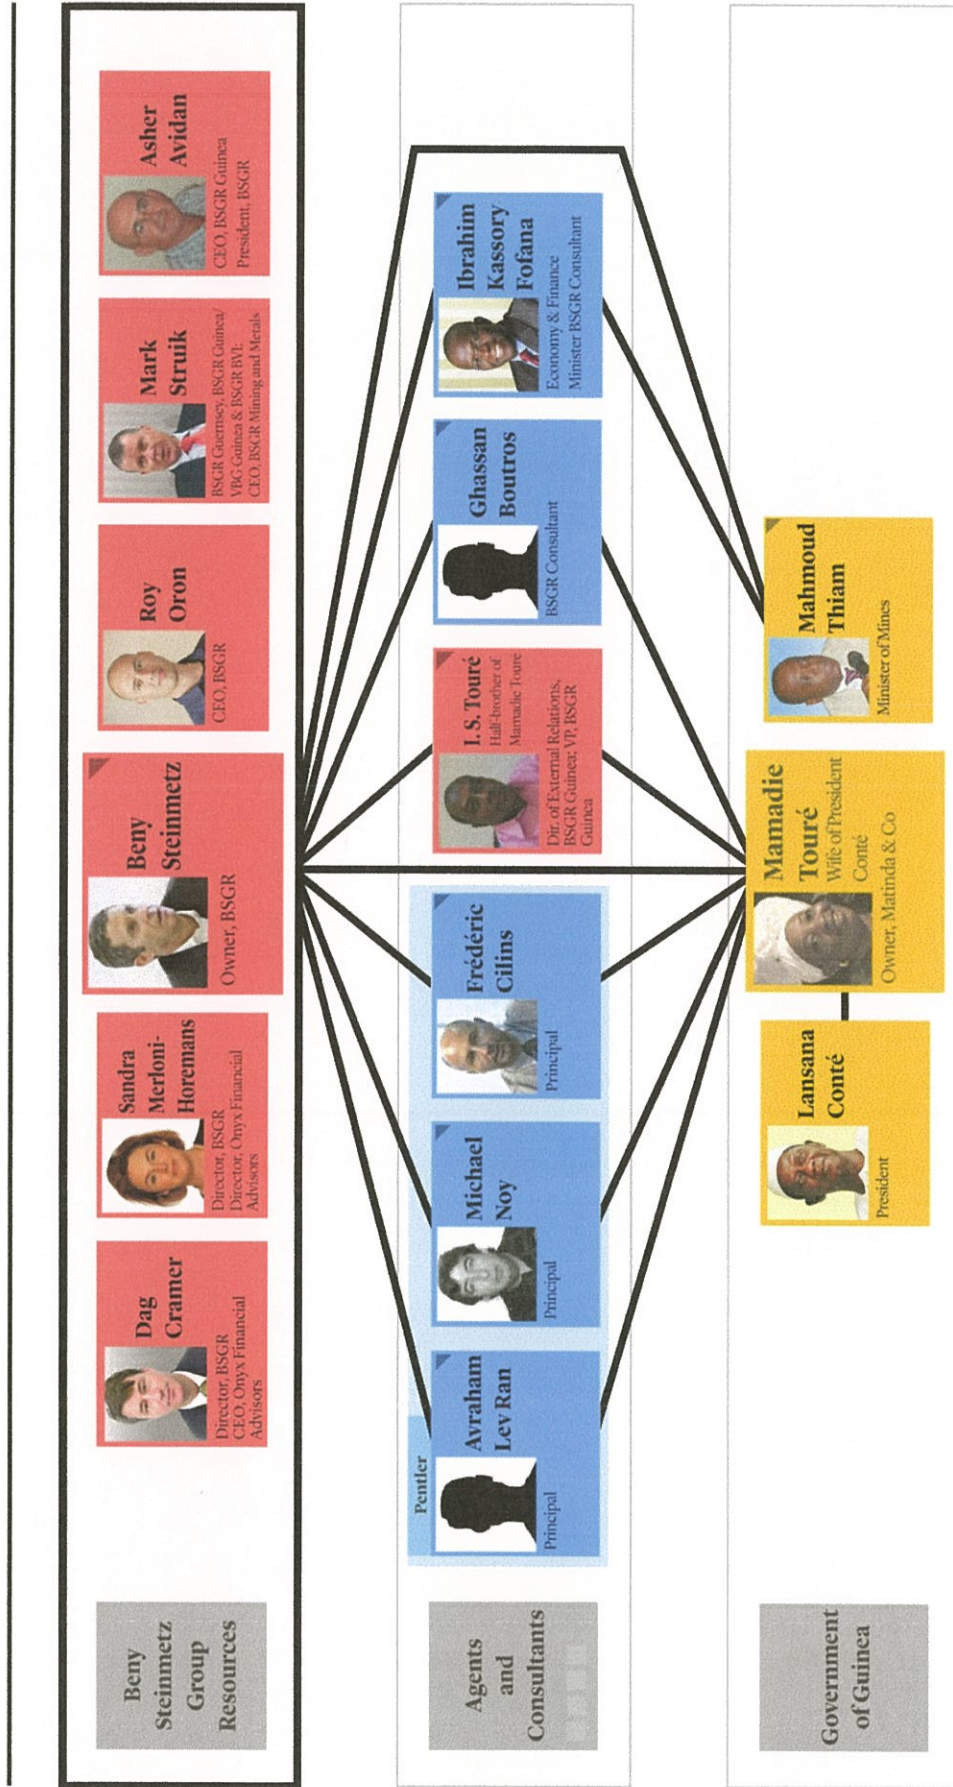 Beny
Steinmetz
Group
Resources
Dag
Cramer
Director, BSGR
CEO, Onyx Financial
Advisors
Sandra
Merloni-
Horemans
Director, BSGR
Director, Onyx Financial
Advisors
Beny
Steinmetz
Owner, BSGR
Roy
Oron
CEO, BSGR
Mark
Struik
BSGR Guernsey, BSGR Guinea/
VBG Guinea & BSGR BVI:
CEO, BSGR Mining and Metals
Asher
Avidan
CEO, BSGR Guinea
President, BSGR
Agents
and
Consultants
Pentler
Avraham
Lev Ran
Principal
Michael
Noy
Principal
Frédéric
Cilins
Principal
I. S. Touré
Half-brother of
Mamadie Touré
Dir. of External Relations,
BSGR Guinea; VP, BSGR
Guinea
Ghassan
Boutros
BSGR Consultant
Ibrahim
Kassory
Fofana
Economy & Finance
Minister BSGR Consultant
Government
of Guinea
Lansana
Conté
President
Mamadie
Touré
Wife of President
Conté
Owner, Matinda & Co
Mahmoud
Thiam
Minister of Mines